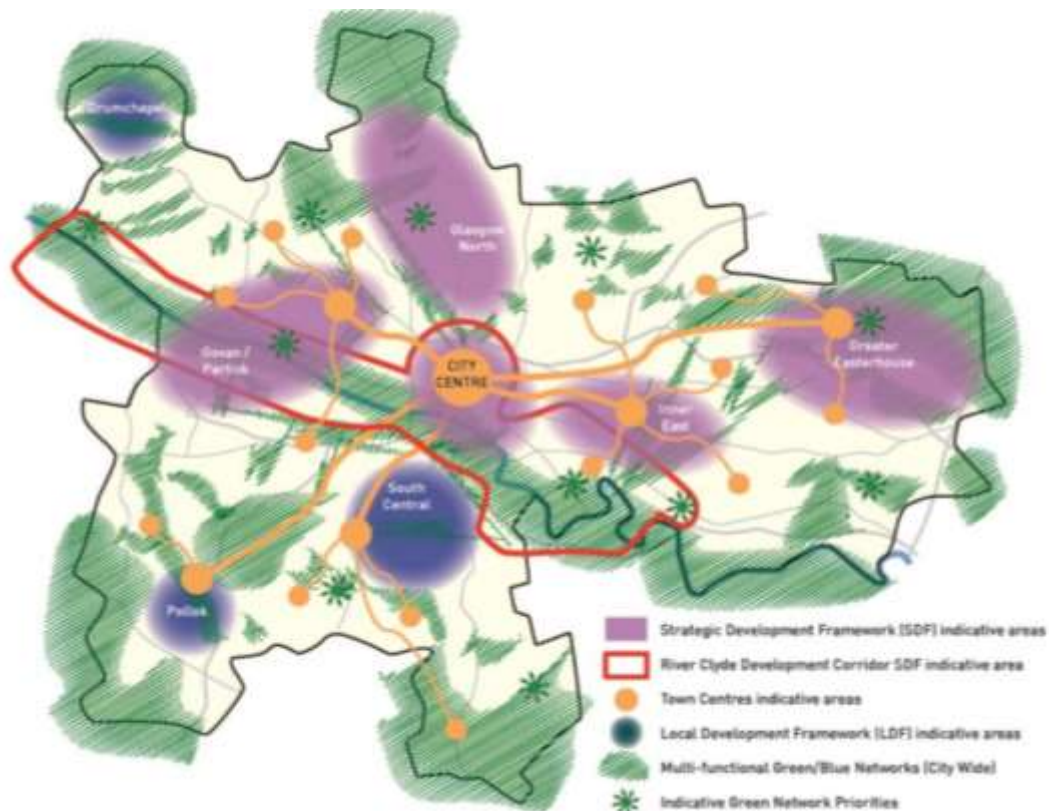 Drumchapel
Glasgow
North
Govan /
Partick
CITY
CENTRE
Greater
Easterhouse
Inner
East
South
Central
Pollok
Strategic Development Framework (SDF) indicative areas
River Clyde Development Corridor SDF indicative area
Town Centres indicative areas
Local Development Framework (LDF) indicative areas
Multi-functional Green/Blue Networks (City Wide)
Indicative Green Network Priorities